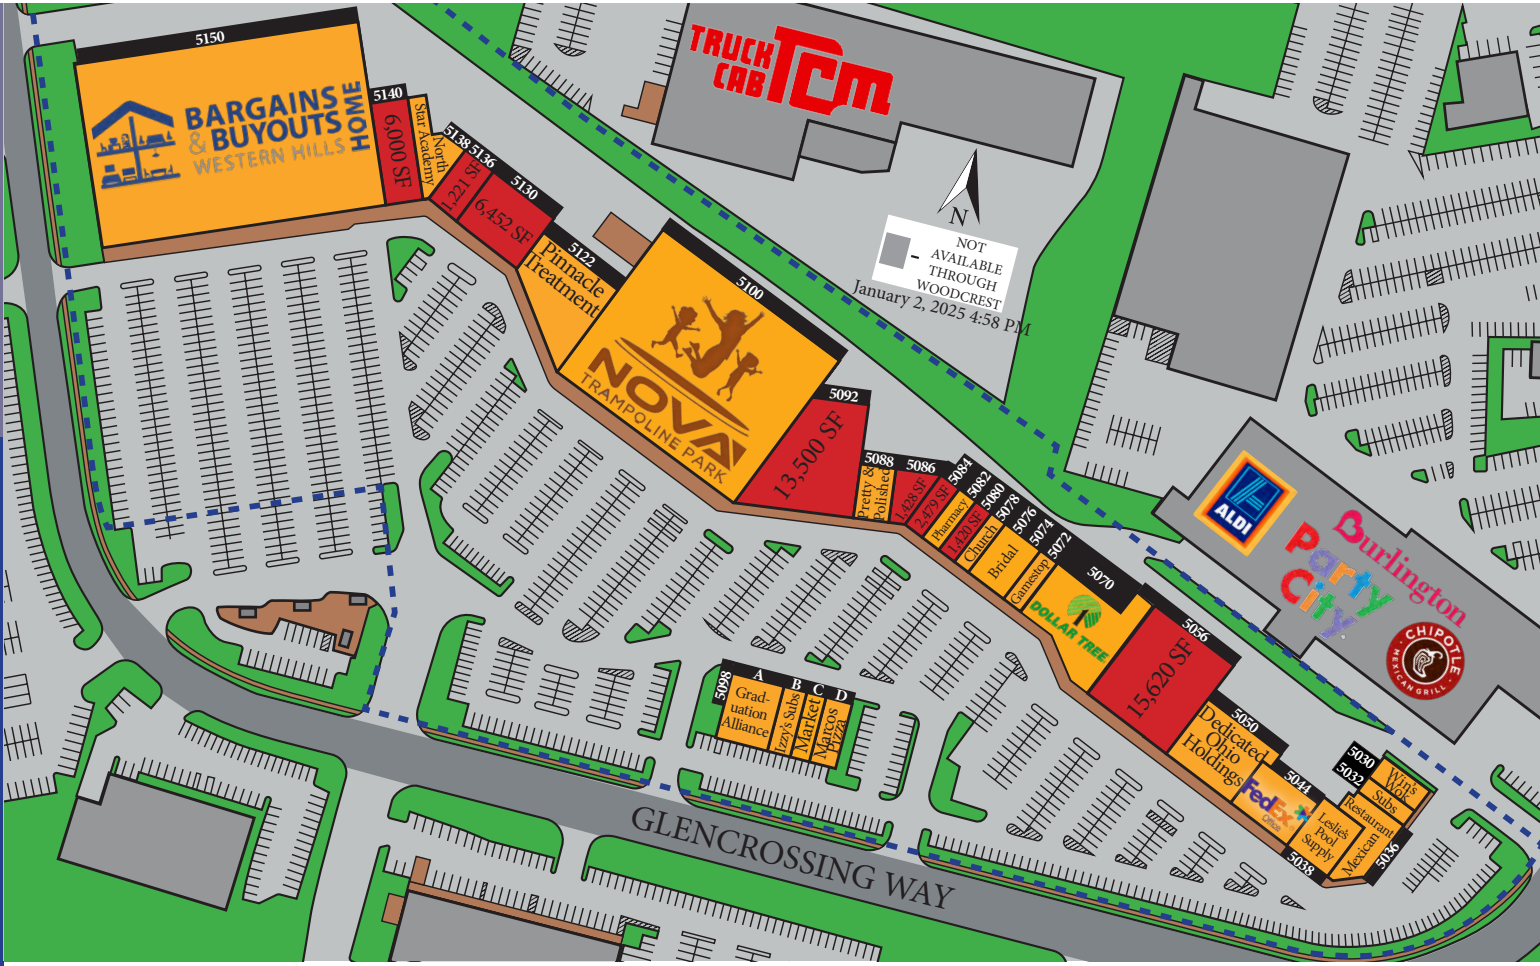 5150
BARGAINS
& BUYOUTS
HOME
WESTERN HILLS
5140
6,000 SF
North
Star Academy
5138
1,221 SF
5136
5130
6,452 SF
5122
Pinnacle
Treatment
5100
NOVA
TRAMPOLINE PARK
TRUCK
CAB
TCM
N
NOT
AVAILABLE
THROUGH
WOODCREST
-
January 2, 2025 4:58 PM
5092
13,500 SF
5088
Pretty &
Polished
5086
1,428 SF
5084
2,479 SF
5082
Pharmacy
5080
1,420 SF
5078
Church
5076
Bridal
5074
Gamestop
5072
5070
DOLLAR TREE
5056
15,620 SF
5050
Dedicated
Ohio
Holdings
5044
FedEx
Office
5038
Leslie's
Pool
Supply
5036
Mexican
Restaurant
5032
Subs
5030
Win's
Wok
ALDI
Burlington
Party
City
CHIPOTLE
MEXICAN GRILL
5098
A
B
C
D
Grad-
uation
Alliance
Izzy's Subs
Market
Marcos
Pizza
GLENCROSSING WAY